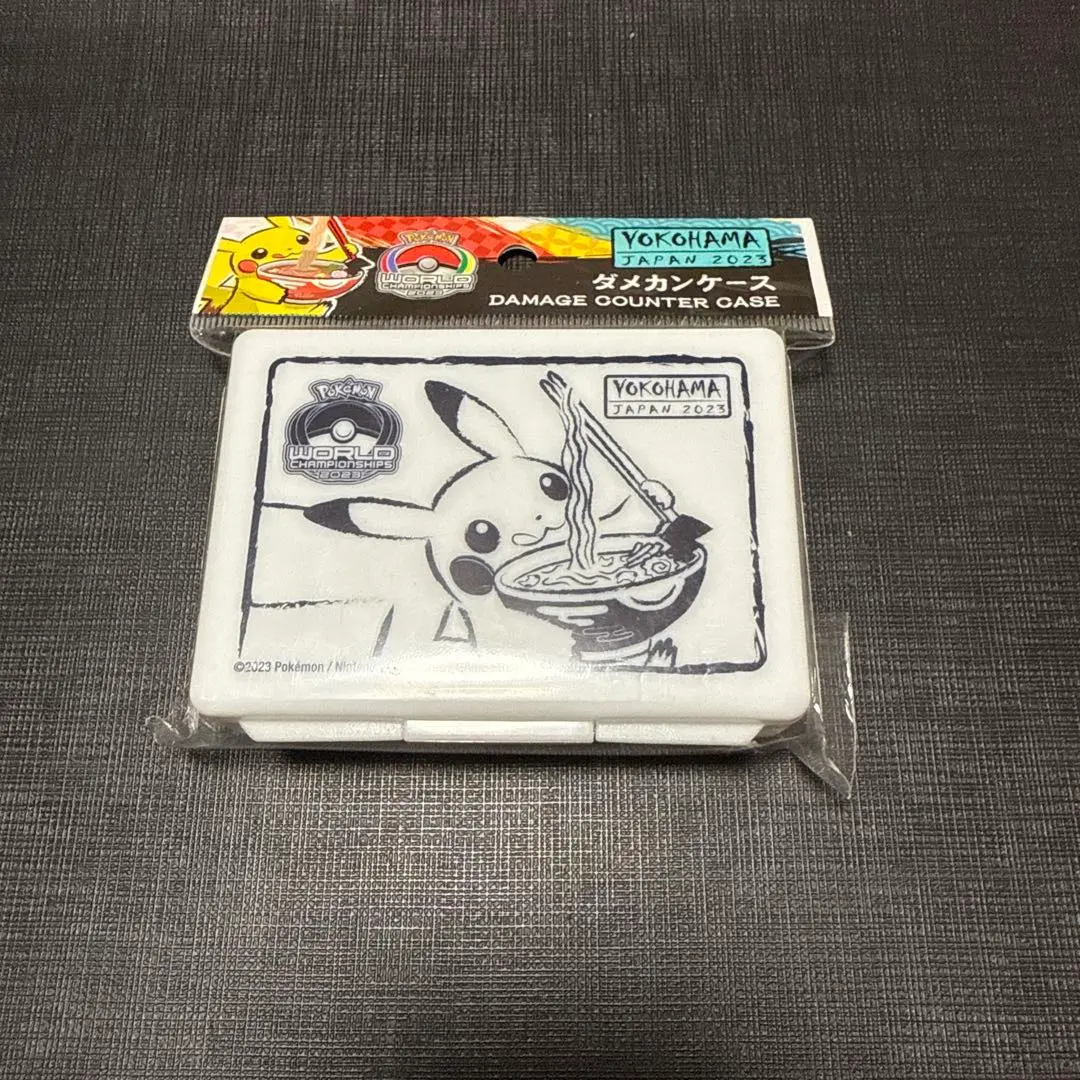 POKéMON
WORLD
CHAMPIONSHIPS
2023
YOKOHAMA
JAPAN 2023
ダメカンケース
DAMAGE COUNTER CASE
POKéMON
WORLD
CHAMPIONSHIPS
2023
YOKOHAMA
JAPAN 2023
©2023 Pokémon / Nintendo